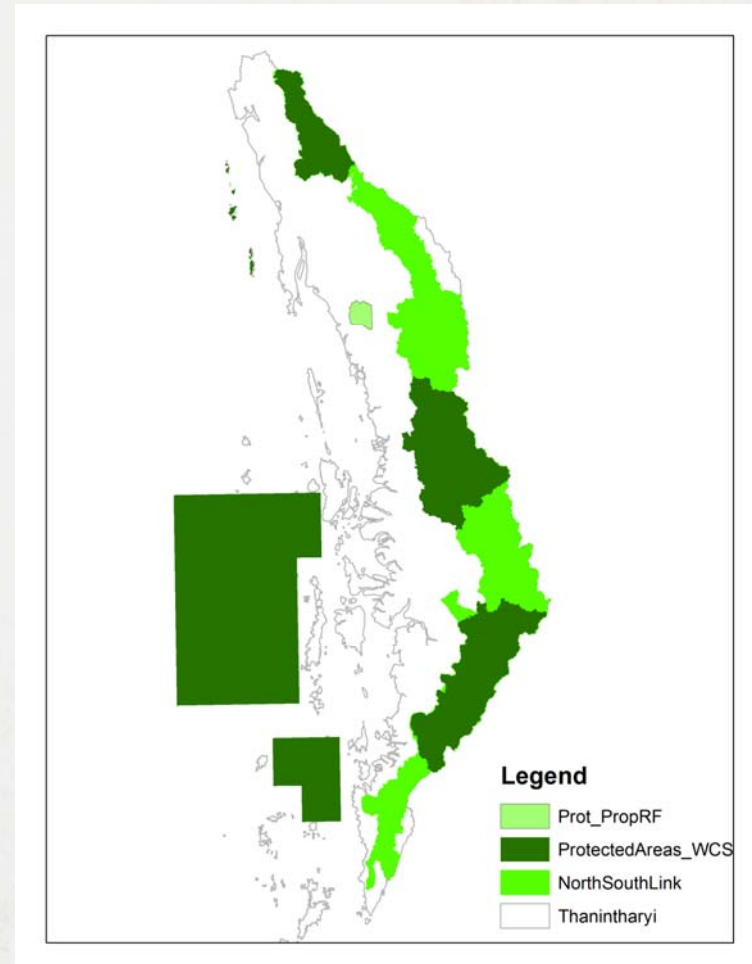 Legend
Prot_PropRF
ProtectedAreas_WCS
NorthSouthLink
Thanintharyi